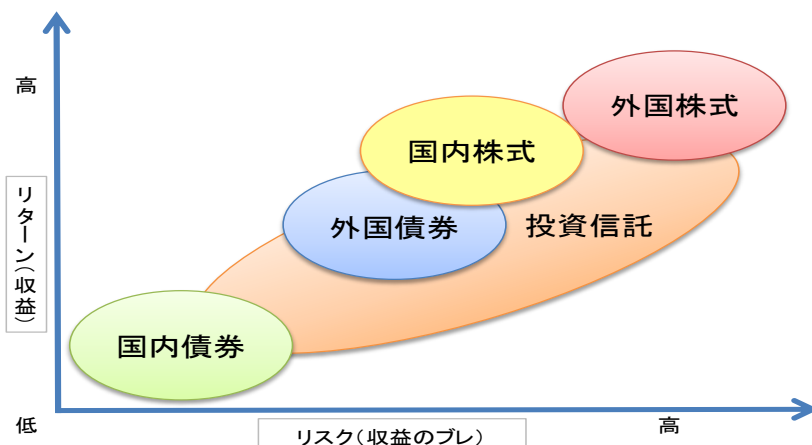 高
外国株式
国内株式
リターン(収益)
外国債券
投資信託
国内債券
低
リスク(収益のブレ)
高